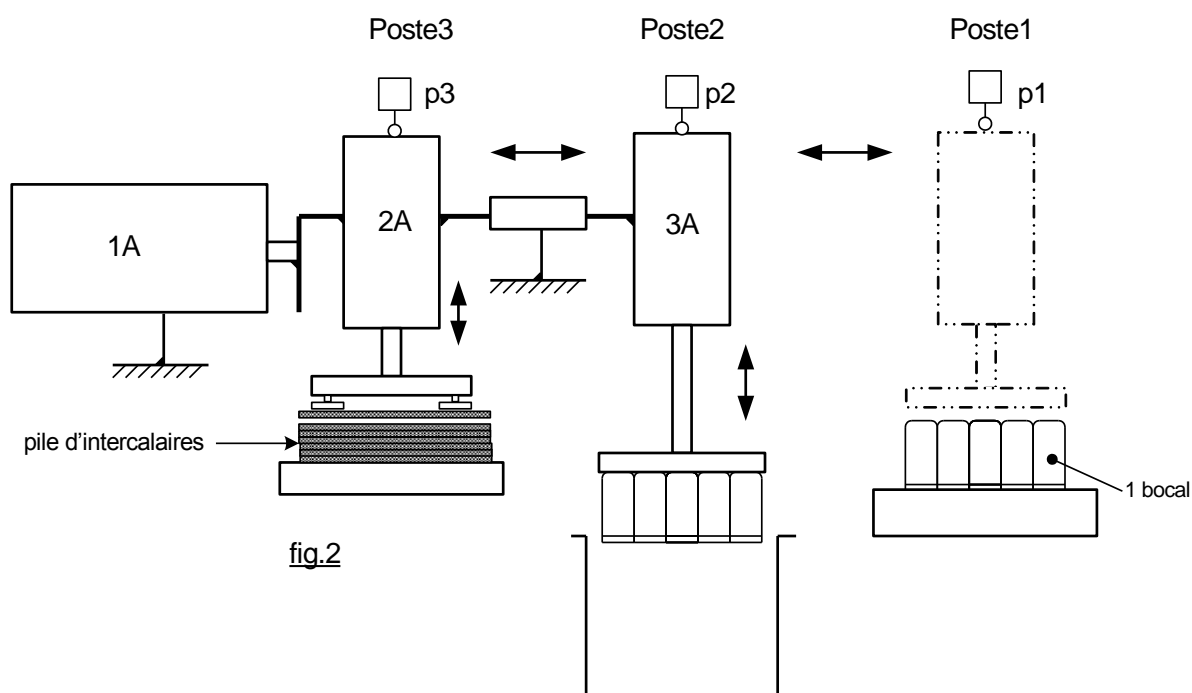 Poste3
Poste2
Poste1
p3
p2
p1
1A
2A
3A
pile d'intercalaires
1 bocal
fig.2